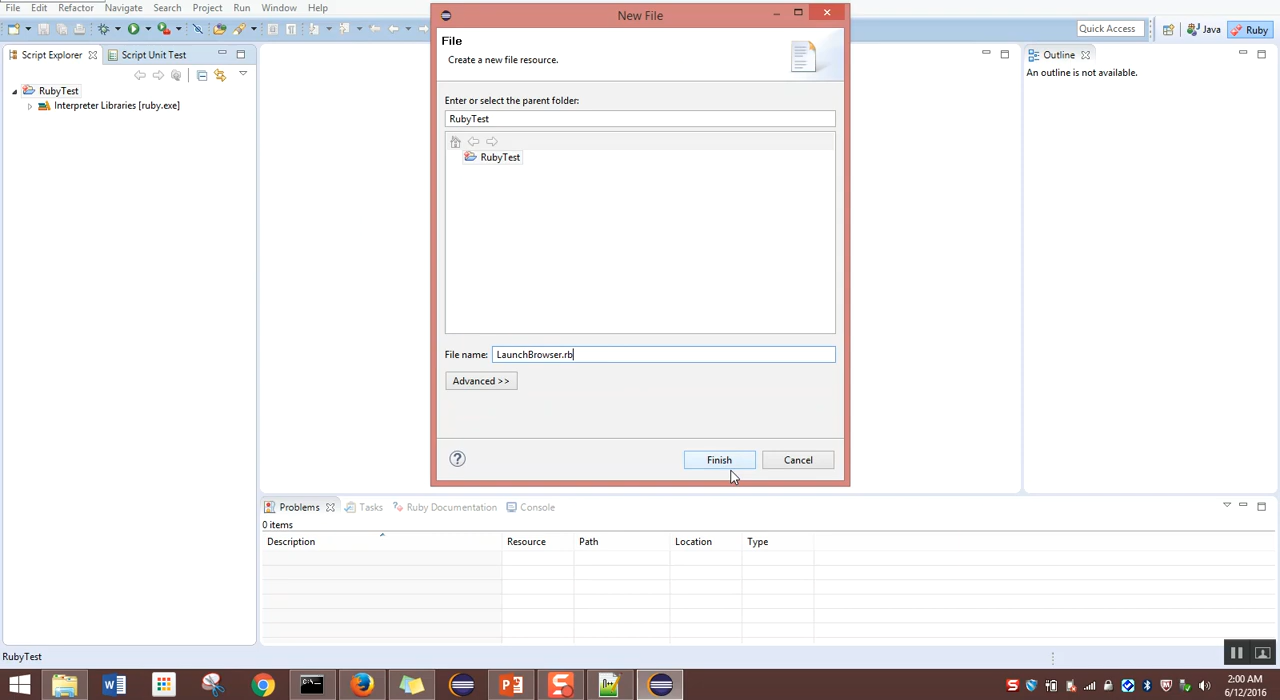 File Edit Refactor Navigate Search Project Run Window Help
New File
Quick Access
Java
Ruby
Script Explorer
Script Unit Test
File
Create a new file resource.
Outline
An outline is not available.
RubyTest
Interpreter Libraries [ruby.exe]
Enter or select the parent folder:
RubyTest
RubyTest
File name: LaunchBrowser.rb
Advanced >>
Finish
Cancel
Problems
Tasks
Ruby Documentation
Console
0 items
Description
Resource
Path
Location
Type
RubyTest
2:00 AM
6/12/2016